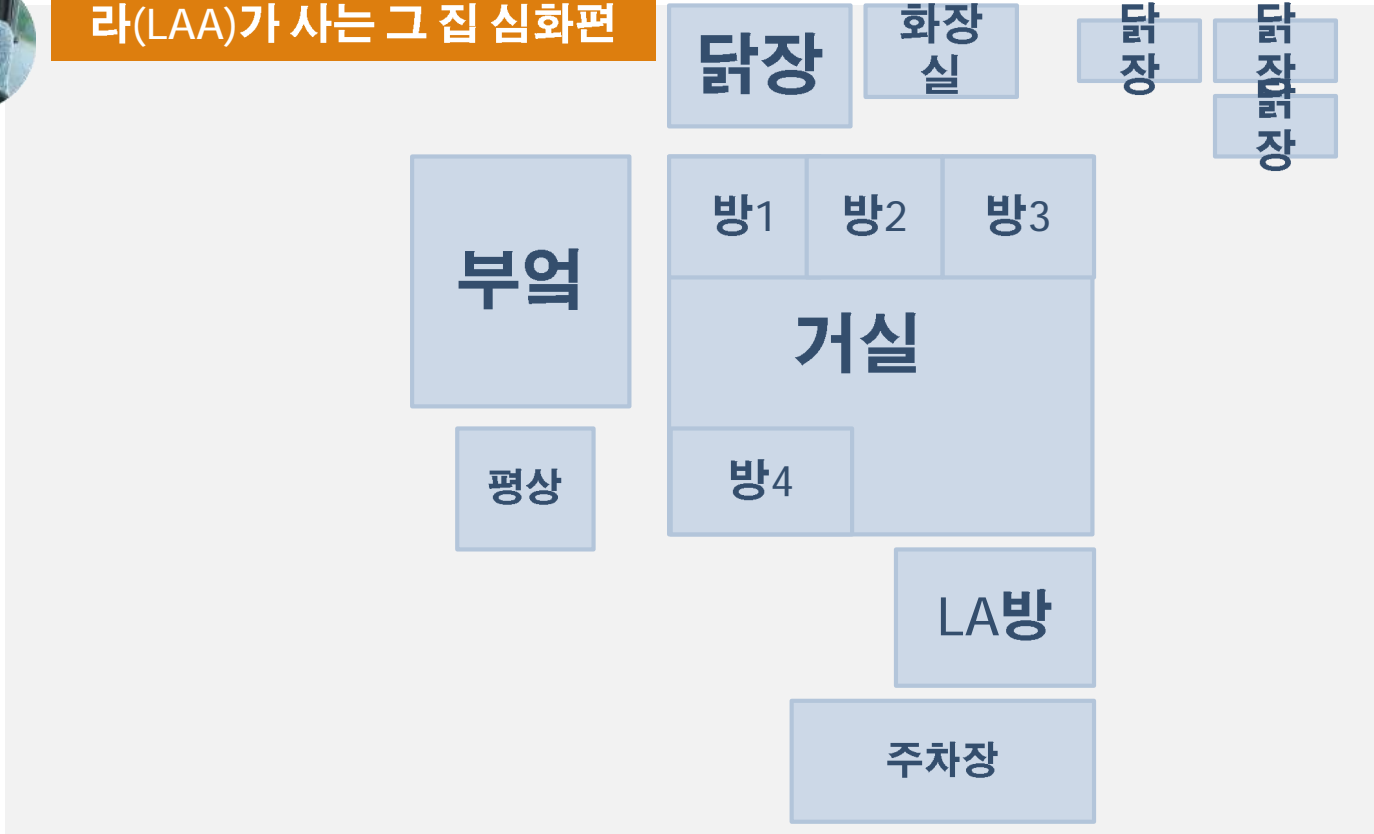 라(LAA)가 사는 그 집 심화편
닭장
화장
실
닭
장
닭
장
닭
장
방1
방2
방3
부엌
거실
평상
방4
LA방
주차장